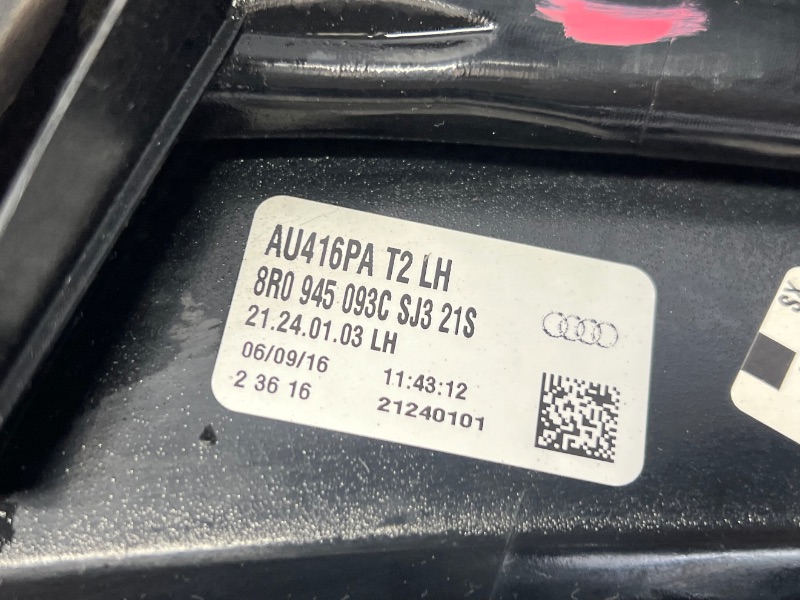 AU416PA T2 LH
8R0 945 093C SJ3 21S
21.24.01.03 LH
06/09/16 11:43:12
2 36 16 21240101